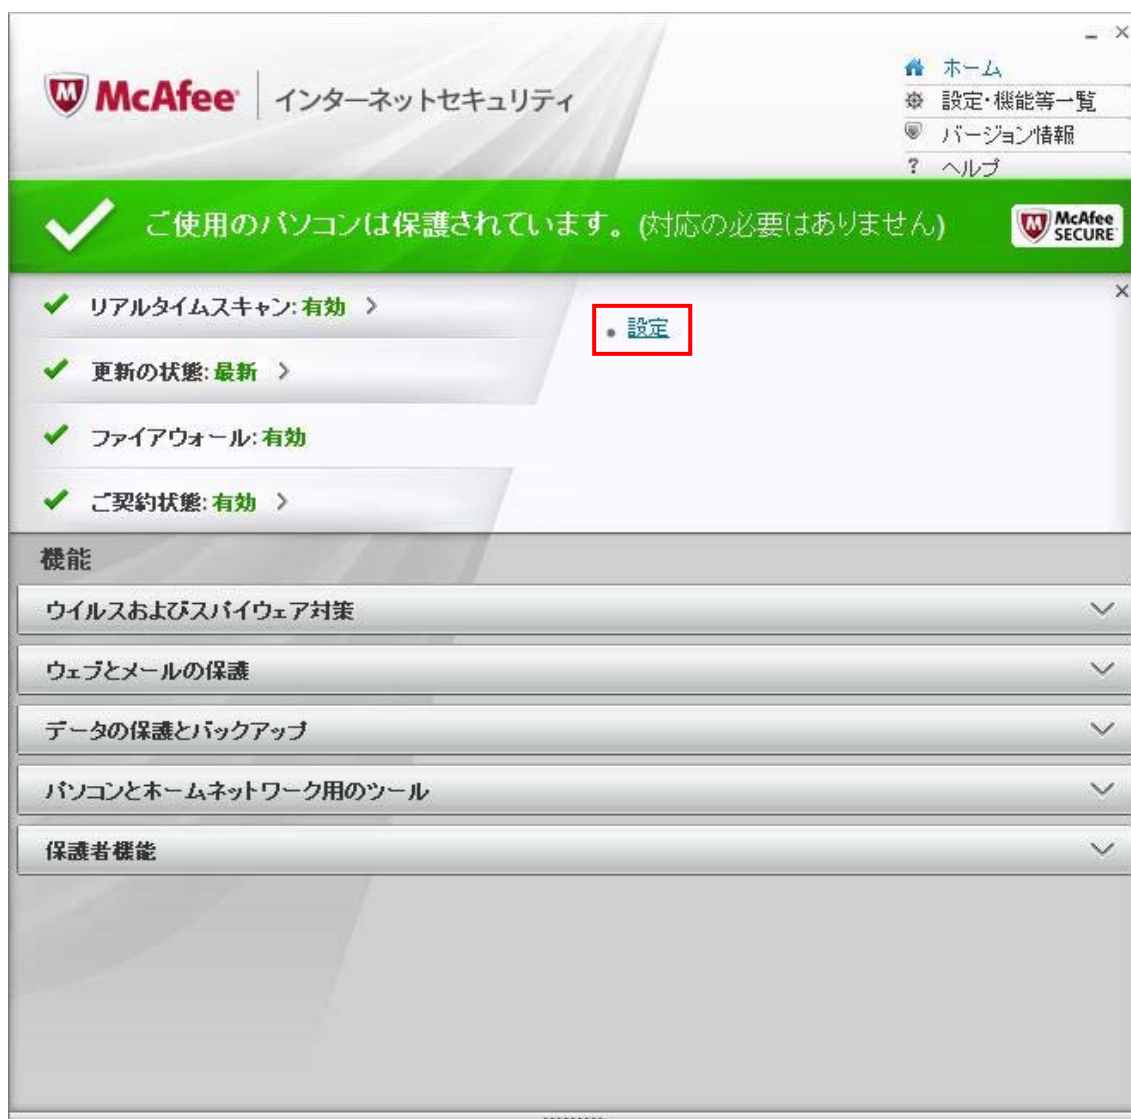 McAfee インターネットセキュリティ
ホーム
設定・機能等一覧
バージョン情報
? ヘルプ
ご使用のパソコンは保護されています。(対応の必要はありません)
McAfee
SECURE
リアルタイムスキャン:有効 >
設定
更新の状態:最新 >
ファイアウォール:有効
ご契約状態:有効 >
機能
ウイルスおよびスパイウェア対策
ウェブとメールの保護
データの保護とバックアップ
パソコンとホームネットワーク用のツール
保護者機能